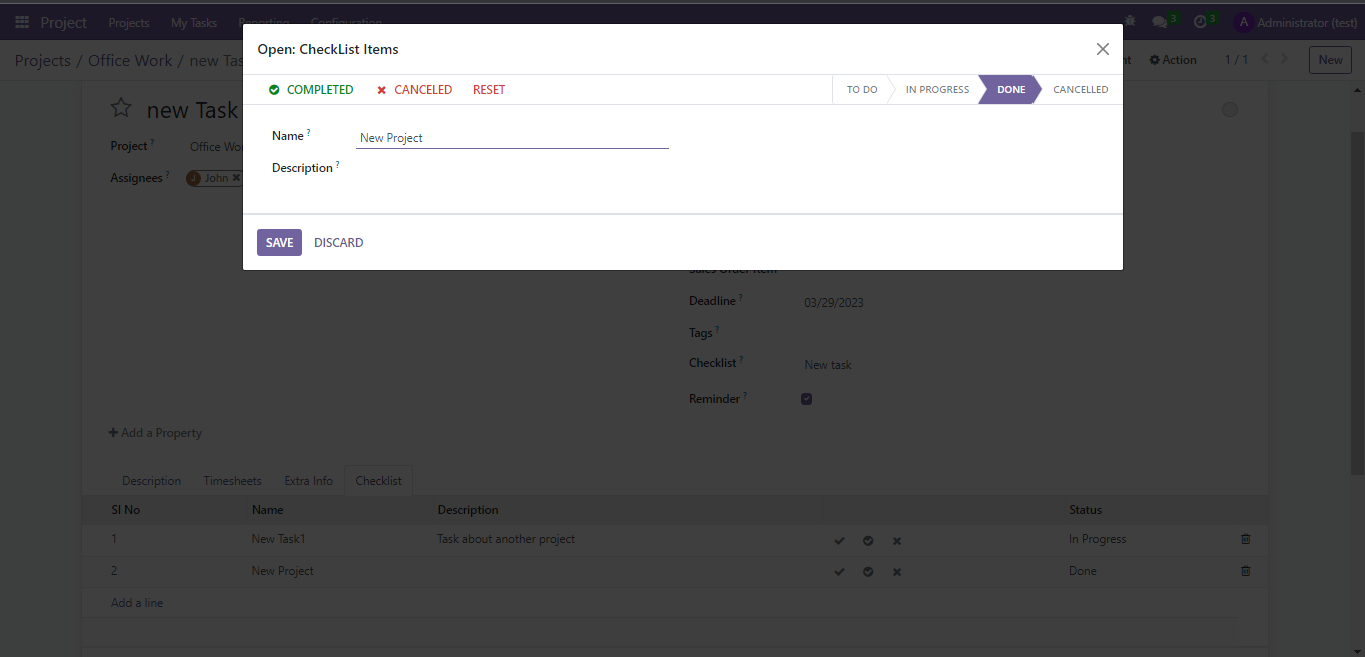 Project Projects My Tasks Reporting Configuration 3 3 A Administrator (test)
Open: CheckList Items
Projects / Office Work / new Tas Action 1 / 1 New
COMPLETED CANCELED RESET TO DO IN PROGRESS DONE CANCELLED
new Task
Name ? New Project
Project ? Office Wo
Description ?
Assignees ? J John
SAVE DISCARD
Sales Order Item
Deadline ? 03/29/2023
Tags ?
Checklist ? New task
Reminder ?
Add a Property
Description Timesheets Extra Info Checklist
Sl No Name Description Status
1 New Task1 Task about another project In Progress
2 New Project Done
Add a line